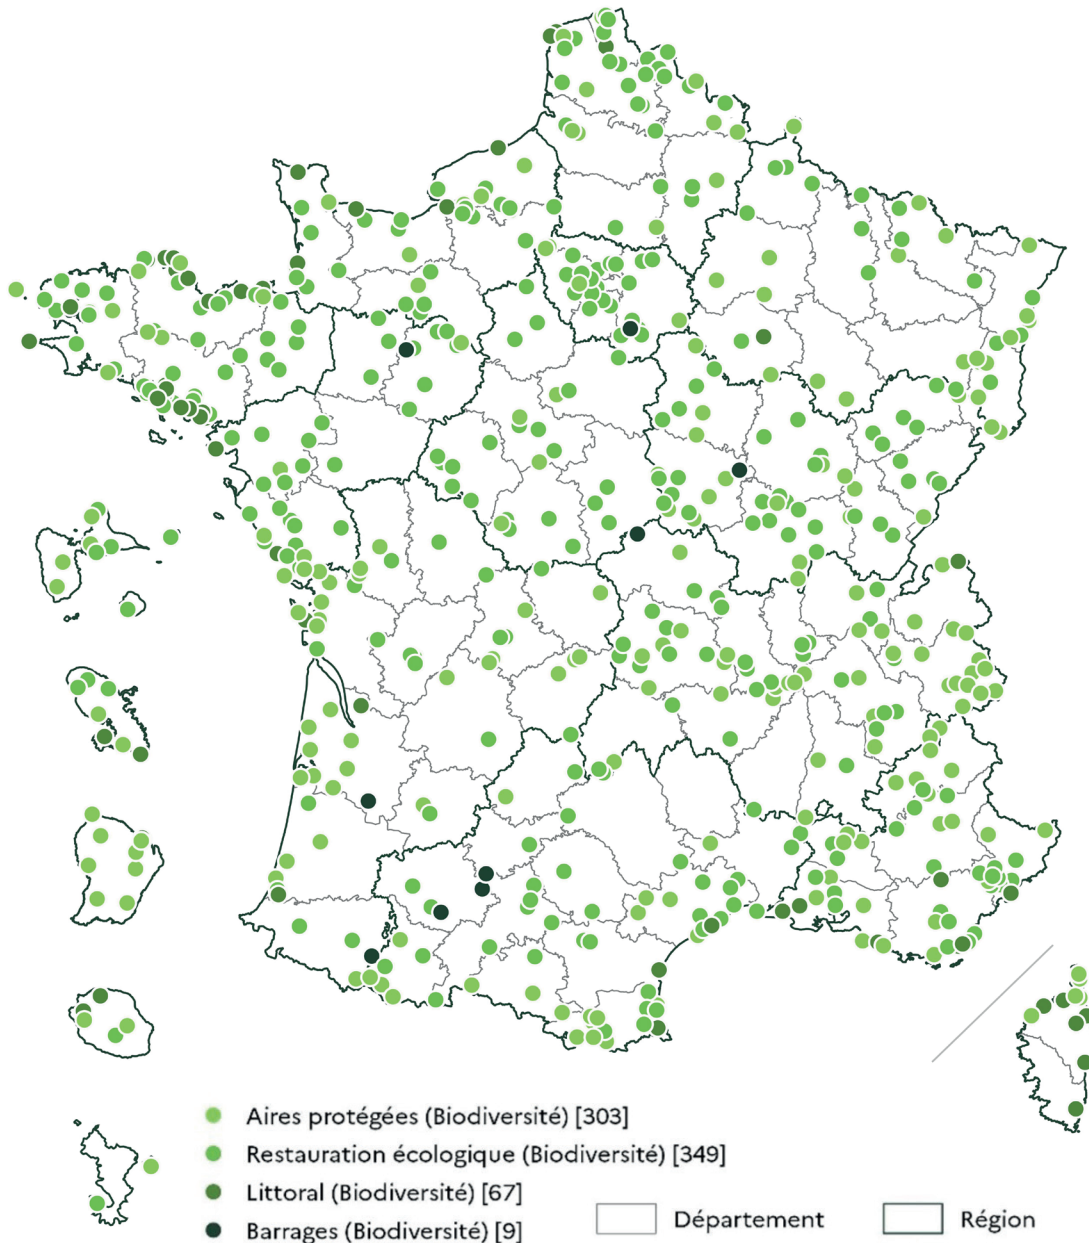 Aires protégées (Biodiversité) [303]
Restauration écologique (Biodiversité) [349]
Littoral (Biodiversité) [67]
Barrages (Biodiversité) [9]
Département
Région